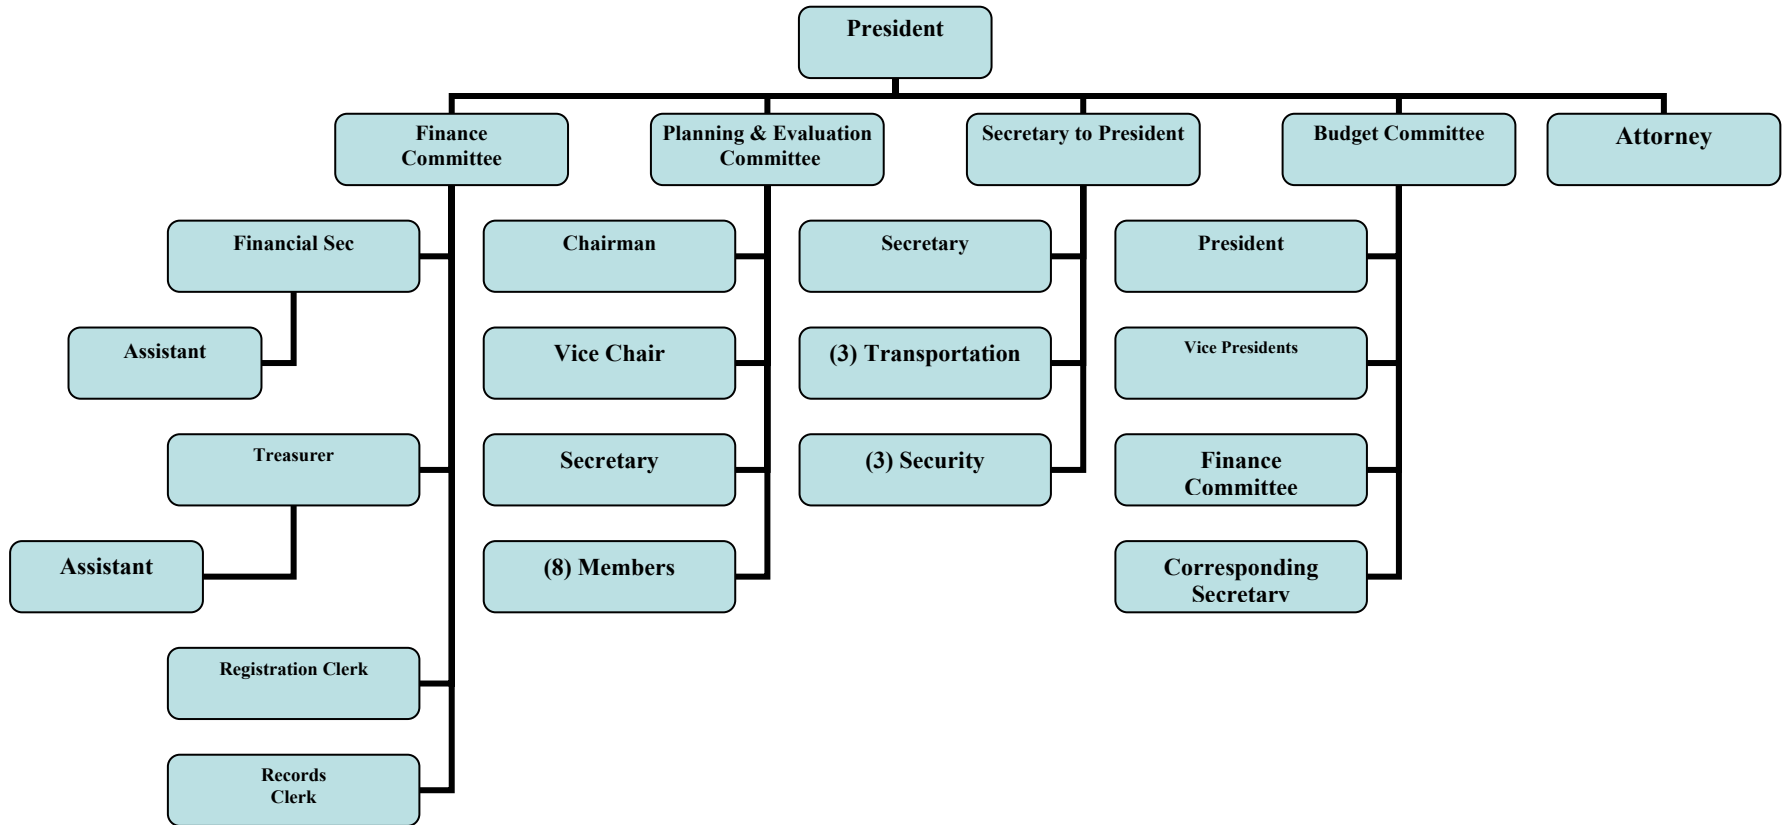 President
Finance
Committee
Planning & Evaluation
Committee
Secretary to President
Budget Committee
Attorney
Financial Sec
Chairman
Secretary
President
Assistant
Vice Chair
(3) Transportation
Vice Presidents
Treasurer
Secretary
(3) Security
Finance
Committee
Assistant
(8) Members
Corresponding
Secretary
Registration Clerk
Records
Clerk